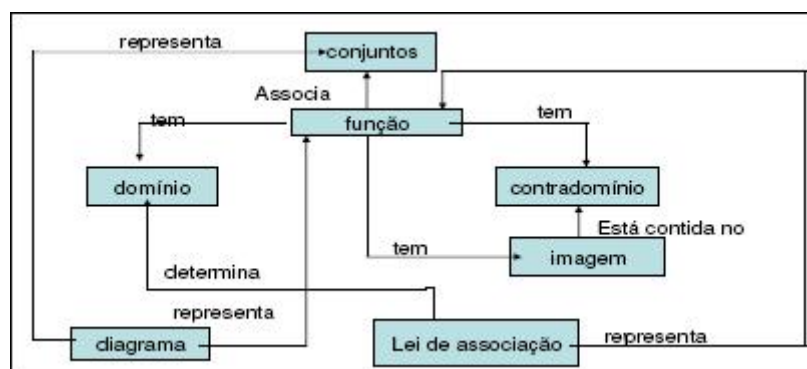 representa
conjuntos
Associa
tem
função
tem
domínio
contradomínio
Está contida no
tem
imagem
determina
representa
diagrama
Lei de associação
representa